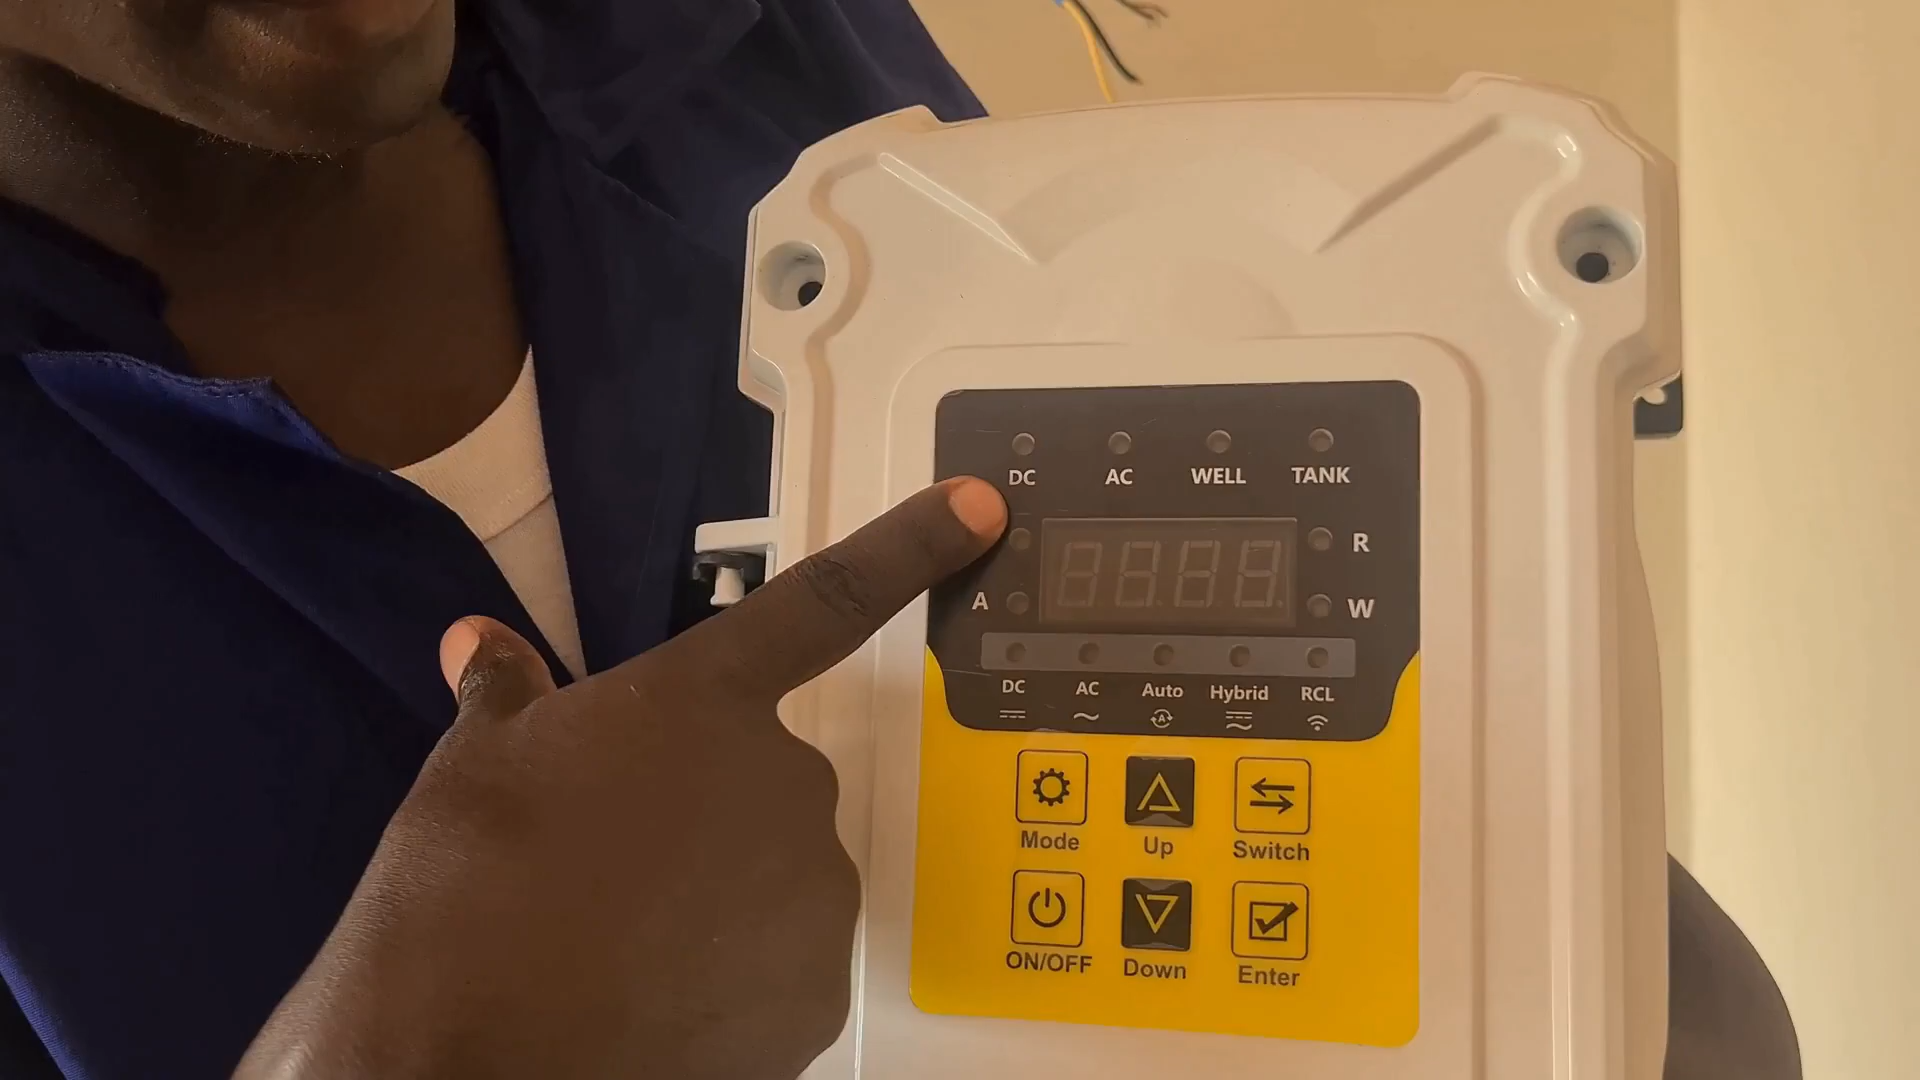 DC AC WELL TANK
R
A W
DC AC Auto Hybrid RCL
Mode Up Switch
ON/OFF Down Enter